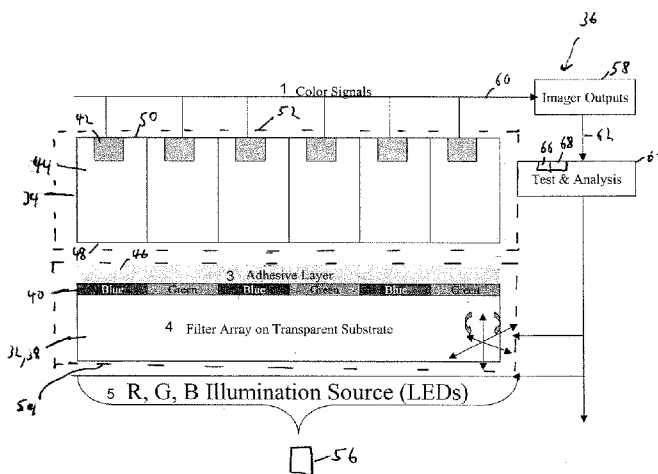 36
1 Color Signals
60
58
Imager Outputs
62
42
50
52
66 68
Test & Analysis
44
34
48
46
3 Adhesive Layer
40
Blue Green Blue Green Blue Green
4 Filter Array on Transparent Substrate
32,38
54
5 R, G, B Illumination Source (LEDs)
56